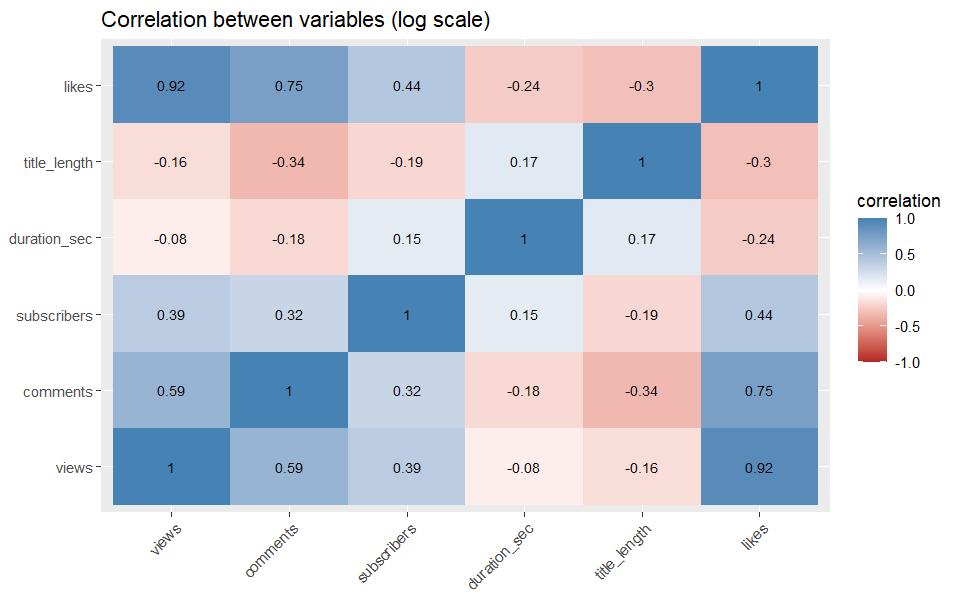 Correlation between variables (log scale)
likes 0.92 0.75 0.44 -0.24 -0.3 1
title_length -0.16 -0.34 -0.19 0.17 1 -0.3
duration_sec -0.08 -0.18 0.15 1 0.17 -0.24
subscribers 0.39 0.32 1 0.15 -0.19 0.44
comments 0.59 1 0.32 -0.18 -0.34 0.75
views 1 0.59 0.39 -0.08 -0.16 0.92
views comments subscribers duration_sec title_length likes
correlation
1.0
0.5
0.0
-0.5
-1.0